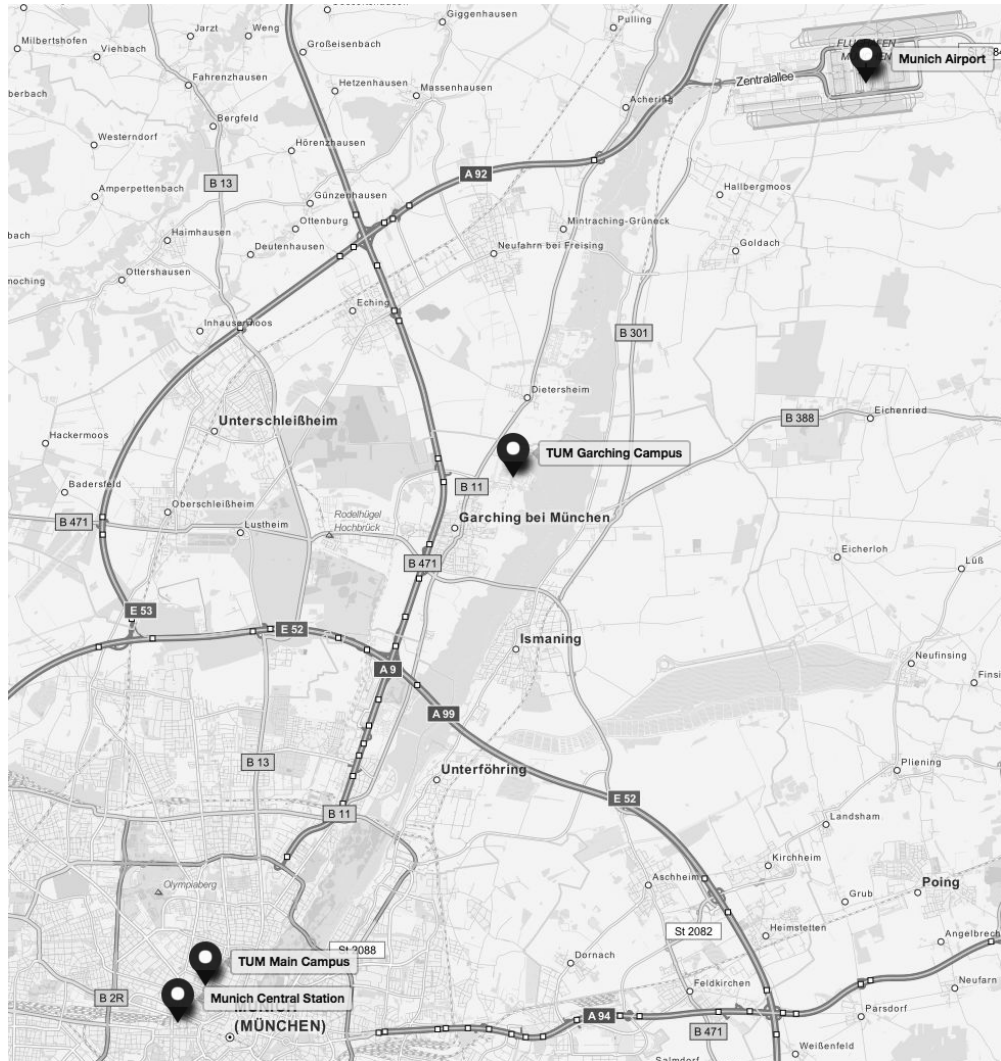 Giggenhausen
Pulling
Jarzt
Weng
Milbertshofen
Viehbach
Großeisenbach
FLUGHAFEN
Munich Airport
Fahrenzhausen
Hetzenhausen
Massenhausen
Zentralallee
Achering
Bergfeld
Westerndorf
Hörenzhausen
A 92
B 13
Amperpettenbach
Günzenhausen
Hallbergmoos
Ottenburg
Mintraching-Grüneck
Haimhausen
Deutenhausen
Neufahrn bei Freising
Goldach
Ottershausen
Eching
Inhausermoos
B 301
Dietersheim
B 388
Eichenried
Unterschleißheim
Hackermoos
TUM Garching Campus
B 11
Badersfeld
Oberschleißheim
Rodelhügel
Hochbrück
B 471
Lustheim
Garching bei München
Eicherloh
Lüß
B 471
E 53
E 52
Ismaning
A 9
Neufinsing
A 99
B 13
Unterföhring
Pliening
E 52
B 11
Landsham
Kirchheim
Olympiaberg
Aschheim
Poing
Grub
St 2082
Heimstetten
TUM Main Campus
Dornach
Munich Central Station
B 2R
(MÜNCHEN)
Feldkirchen
Neufarn
Parsdorf
A 94
B 471
Weißenfeld